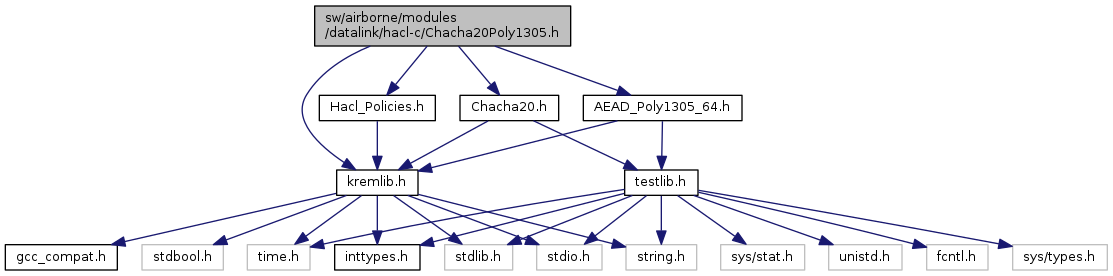 sw/airborne/modules
/datalink/hacl-c/Chacha20Poly1305.h
Hacl_Policies.h
Chacha20.h
AEAD_Poly1305_64.h
kremlib.h
testlib.h
gcc_compat.h
stdbool.h
time.h
inttypes.h
stdlib.h
stdio.h
string.h
sys/stat.h
unistd.h
fcntl.h
sys/types.h